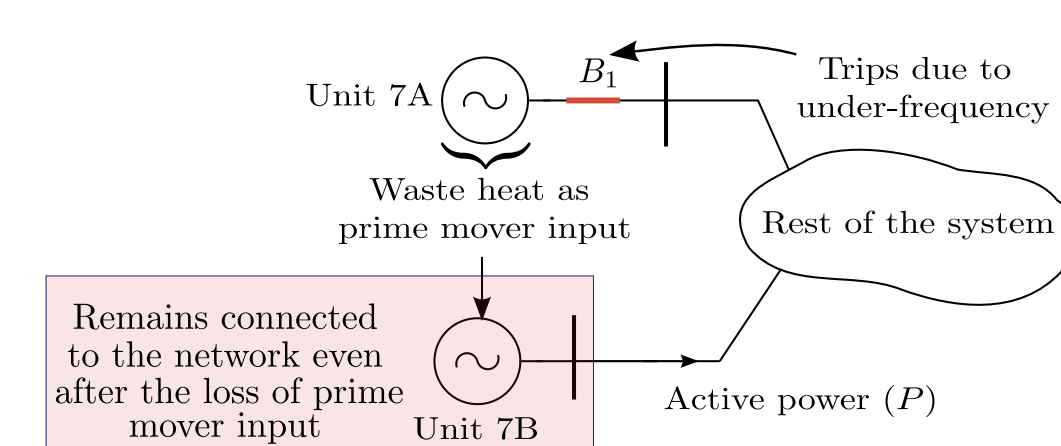 Unit 7A
B1
Trips due to
under-frequency
Waste heat as
prime mover input
Rest of the system
Remains connected
to the network even
after the loss of prime
mover input
Unit 7B
Active power (P)